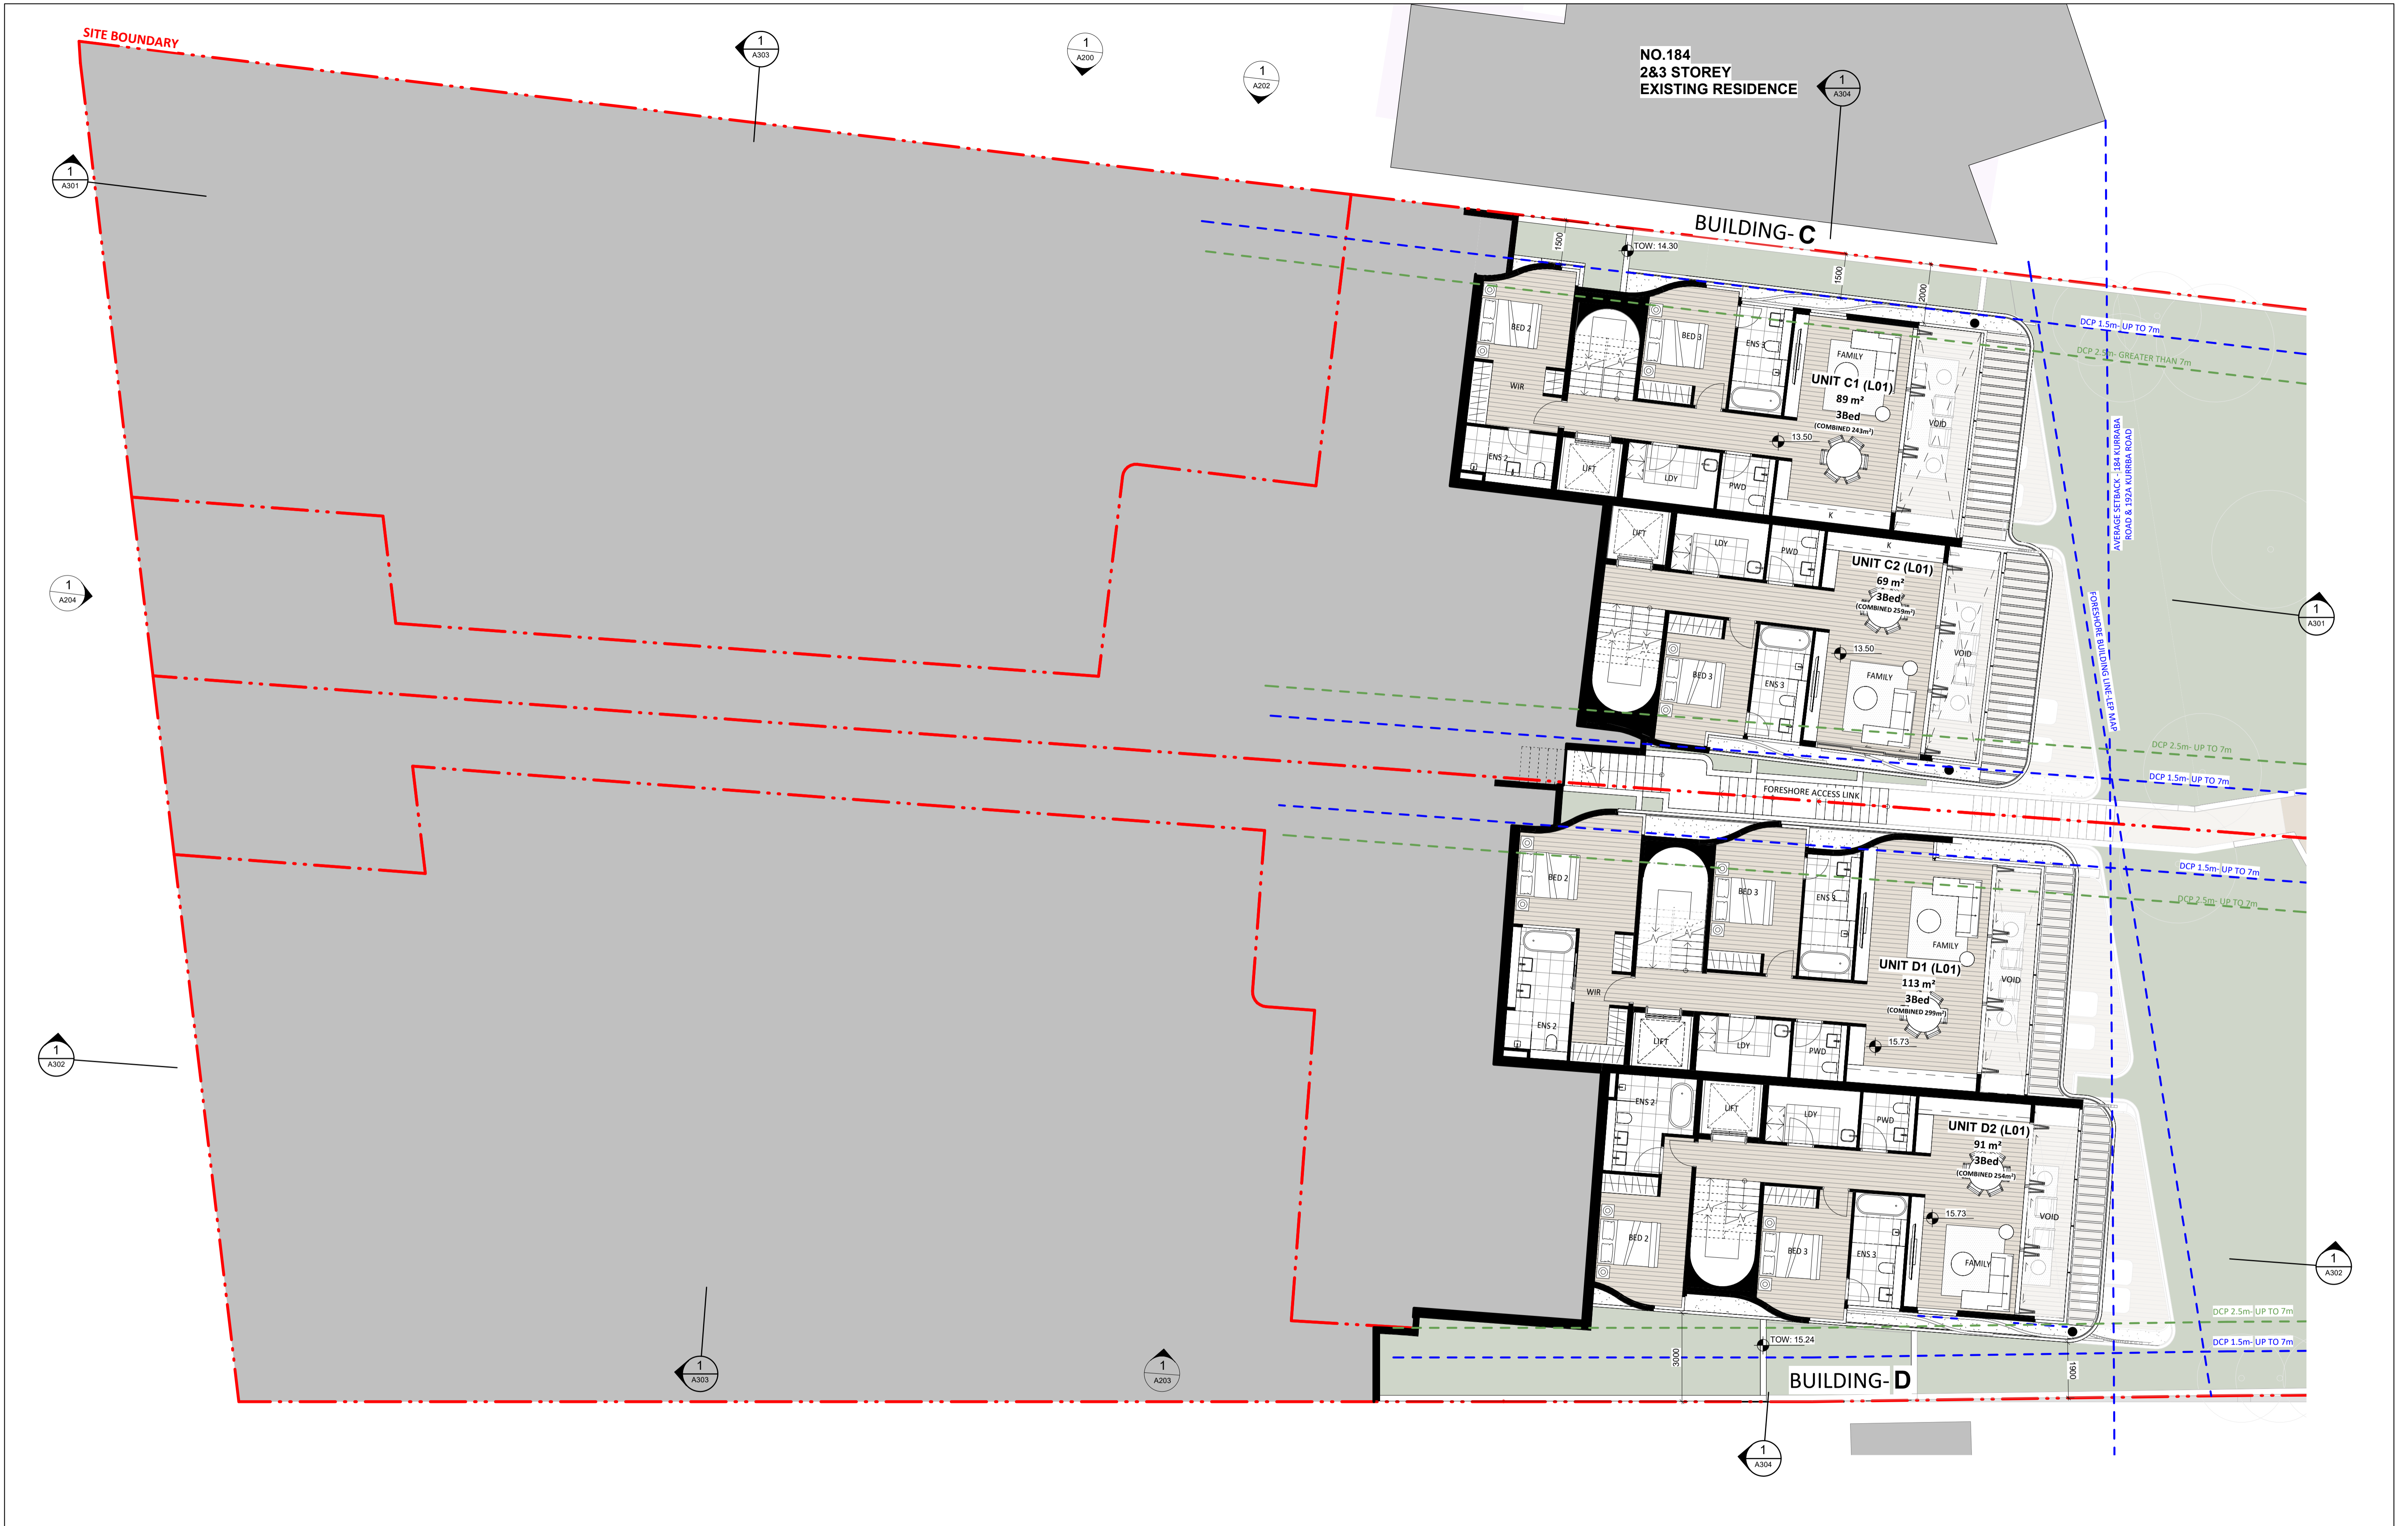 SITE BOUNDARY
1
A303
1
A200
1
A202
NO.184
2&3 STOREY
EXISTING RESIDENCE
1
A304
1
A301
BUILDING- C
1500
TOW: 14.30
1500
2000
DCP 1.5m- UP TO 7m
DCP 2.5m- GREATER THAN 7m
BED 2
BED 3
ENS 3
FAMILY
WIR
UNIT C1 (L01)
89 m²
3Bed
(COMBINED 243m²)
VOID
13.50
ENS 2
LIFT
LDY
PWD
K
AVERAGE SETBACK - 184 KURRABA
ROAD & 192A KURRBA ROAD
LIFT
LDY
PWD
K
UNIT C2 (L01)
69 m²
3Bed
(COMBINED 259m²)
1
A204
1
A301
13.50
VOID
BED 3
ENS 3
FAMILY
FORESHORE BUILDING LINE-LEP MAP
DCP 2.5m- UP TO 7m
DCP 1.5m- UP TO 7m
FORESHORE ACCESS LINK
DCP 1.5m- UP TO 7m
DCP 2.5m- UP TO 7m
BED 2
BED 3
ENS 3
FAMILY
UNIT D1 (L01)
113 m²
3Bed
(COMBINED 299m²)
VOID
WIR
ENS 2
LIFT
LDY
PWD
15.73
1
A302
ENS 2
LIFT
LDY
PWD
UNIT D2 (L01)
91 m²
3Bed
(COMBINED 254m²)
15.73
VOID
BED 2
BED 3
ENS 3
FAMILY
1
A302
DCP 2.5m- UP TO 7m
DCP 1.5m- UP TO 7m
TOW: 15.24
3000
1900
1
A303
1
A203
BUILDING- D
1
A304